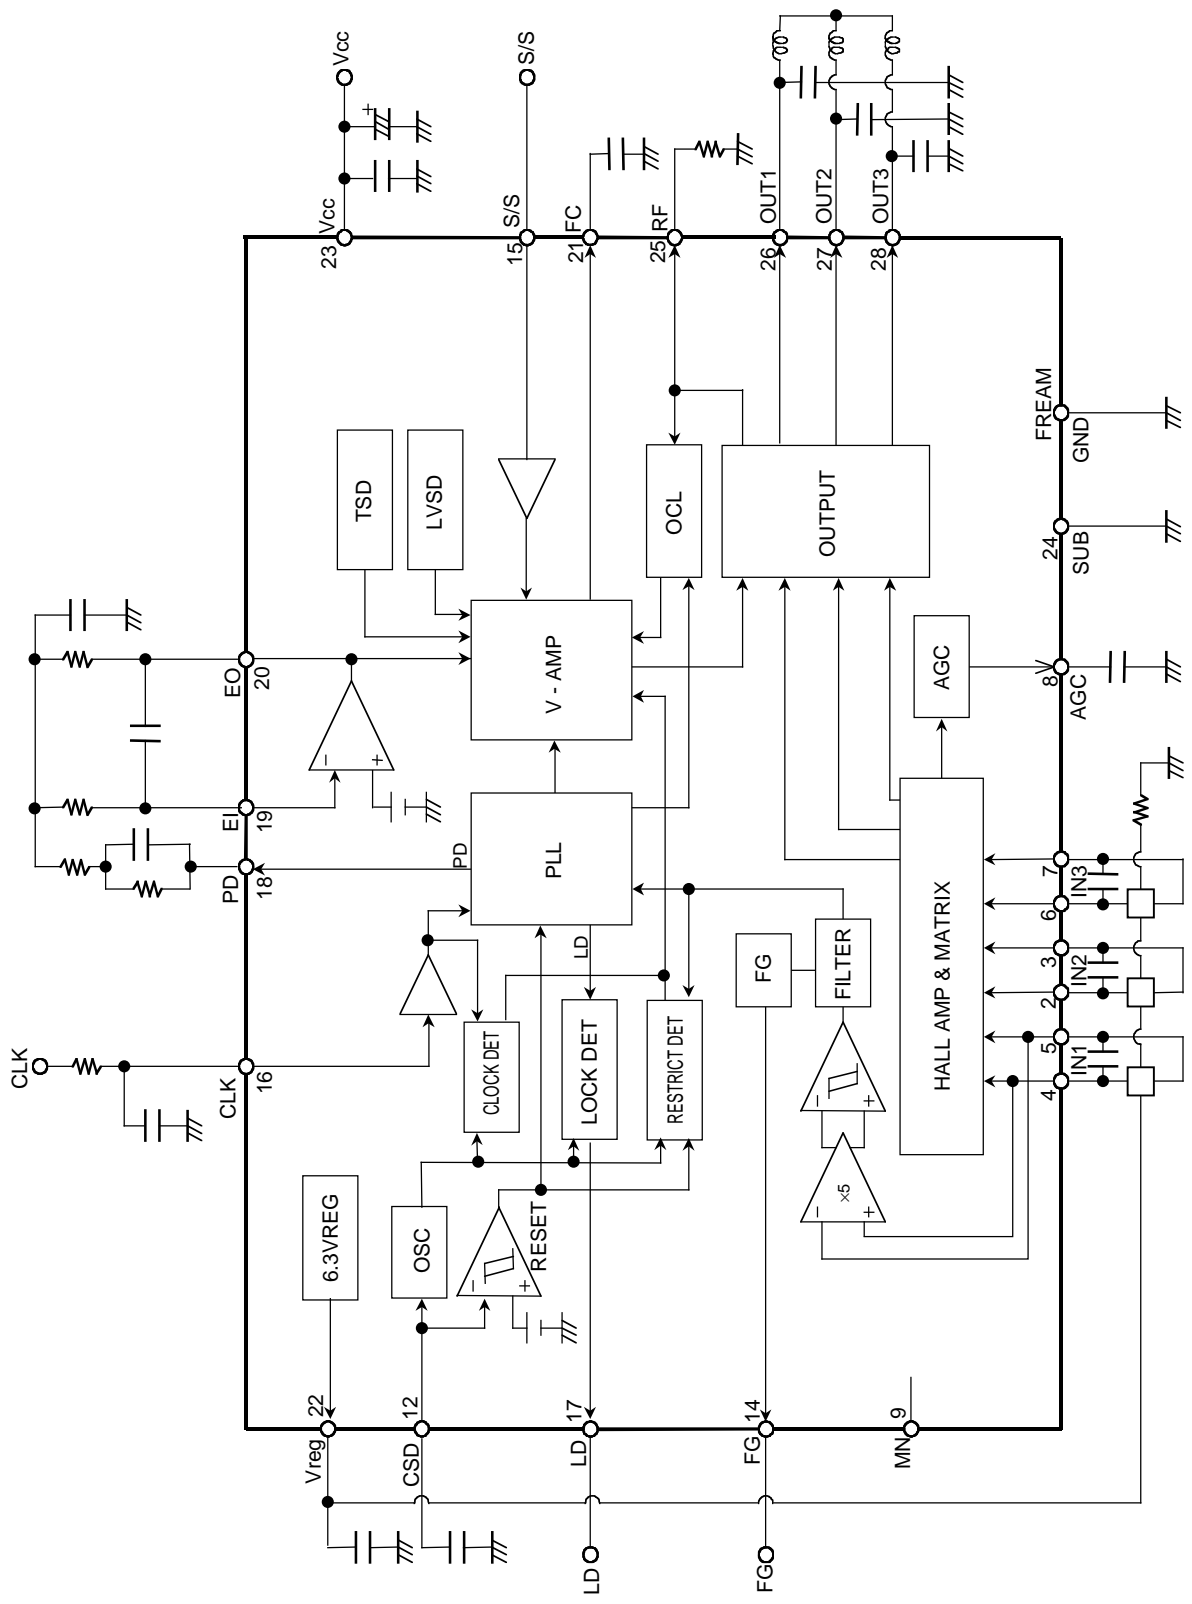 Vcc
S/S
23
Vcc
15
S/S
21
FC
25
RF
26
OUT1
27
OUT2
28
OUT3
TSD
LVSD
OCL
OUTPUT
FREAM
GND
24
SUB
EO
20
V - AMP
AGC
8
AGC
EI
19
PD
18
PD
PLL
LD
- +
FG
FILTER
HALL AMP & MATRIX
7
IN3
6
3
IN2
2
5
IN1
4
CLK
CLK
16
CLOCK DET
LOCK DET
RESTRICT DET
- +
×5
- +
6.3VREG
OSC
RESET
- +
22
Vreg
12
CSD
17
LD
14
FG
9
MN
LD
FG
+